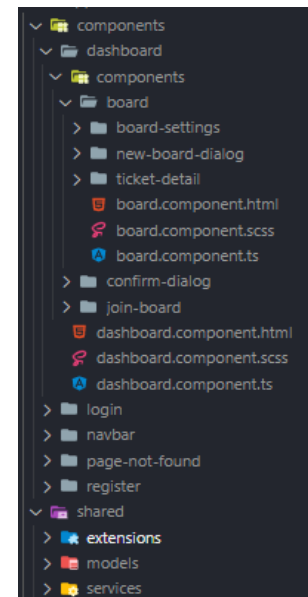 components
dashboard
components
board
board-settings
new-board-dialog
ticket-detail
board.component.html
board.component.scss
board.component.ts
confirm-dialog
join-board
dashboard.component.html
dashboard.component.scss
dashboard.component.ts
login
navbar
page-not-found
register
shared
extensions
models
services